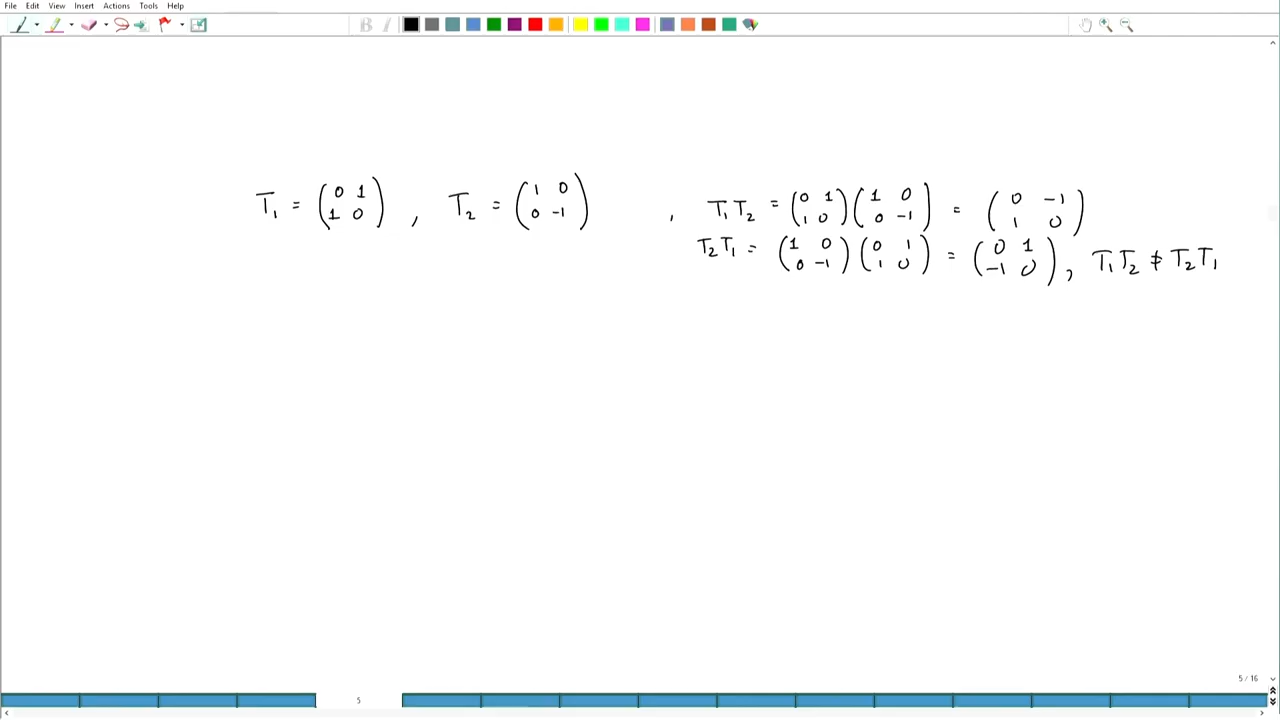 File Edit View Insert Actions Tools Help
B I
T₁ = (0 1; 1 0), T₂ = (1 0; 0 -1), T₁T₂ = (0 1; 1 0)(1 0; 0 -1) = (0 -1; 1 0)
T₂T₁ = (1 0; 0 -1)(0 1; 1 0) = (0 1; -1 0), T₁T₂ ≠ T₂T₁
5 / 16
5